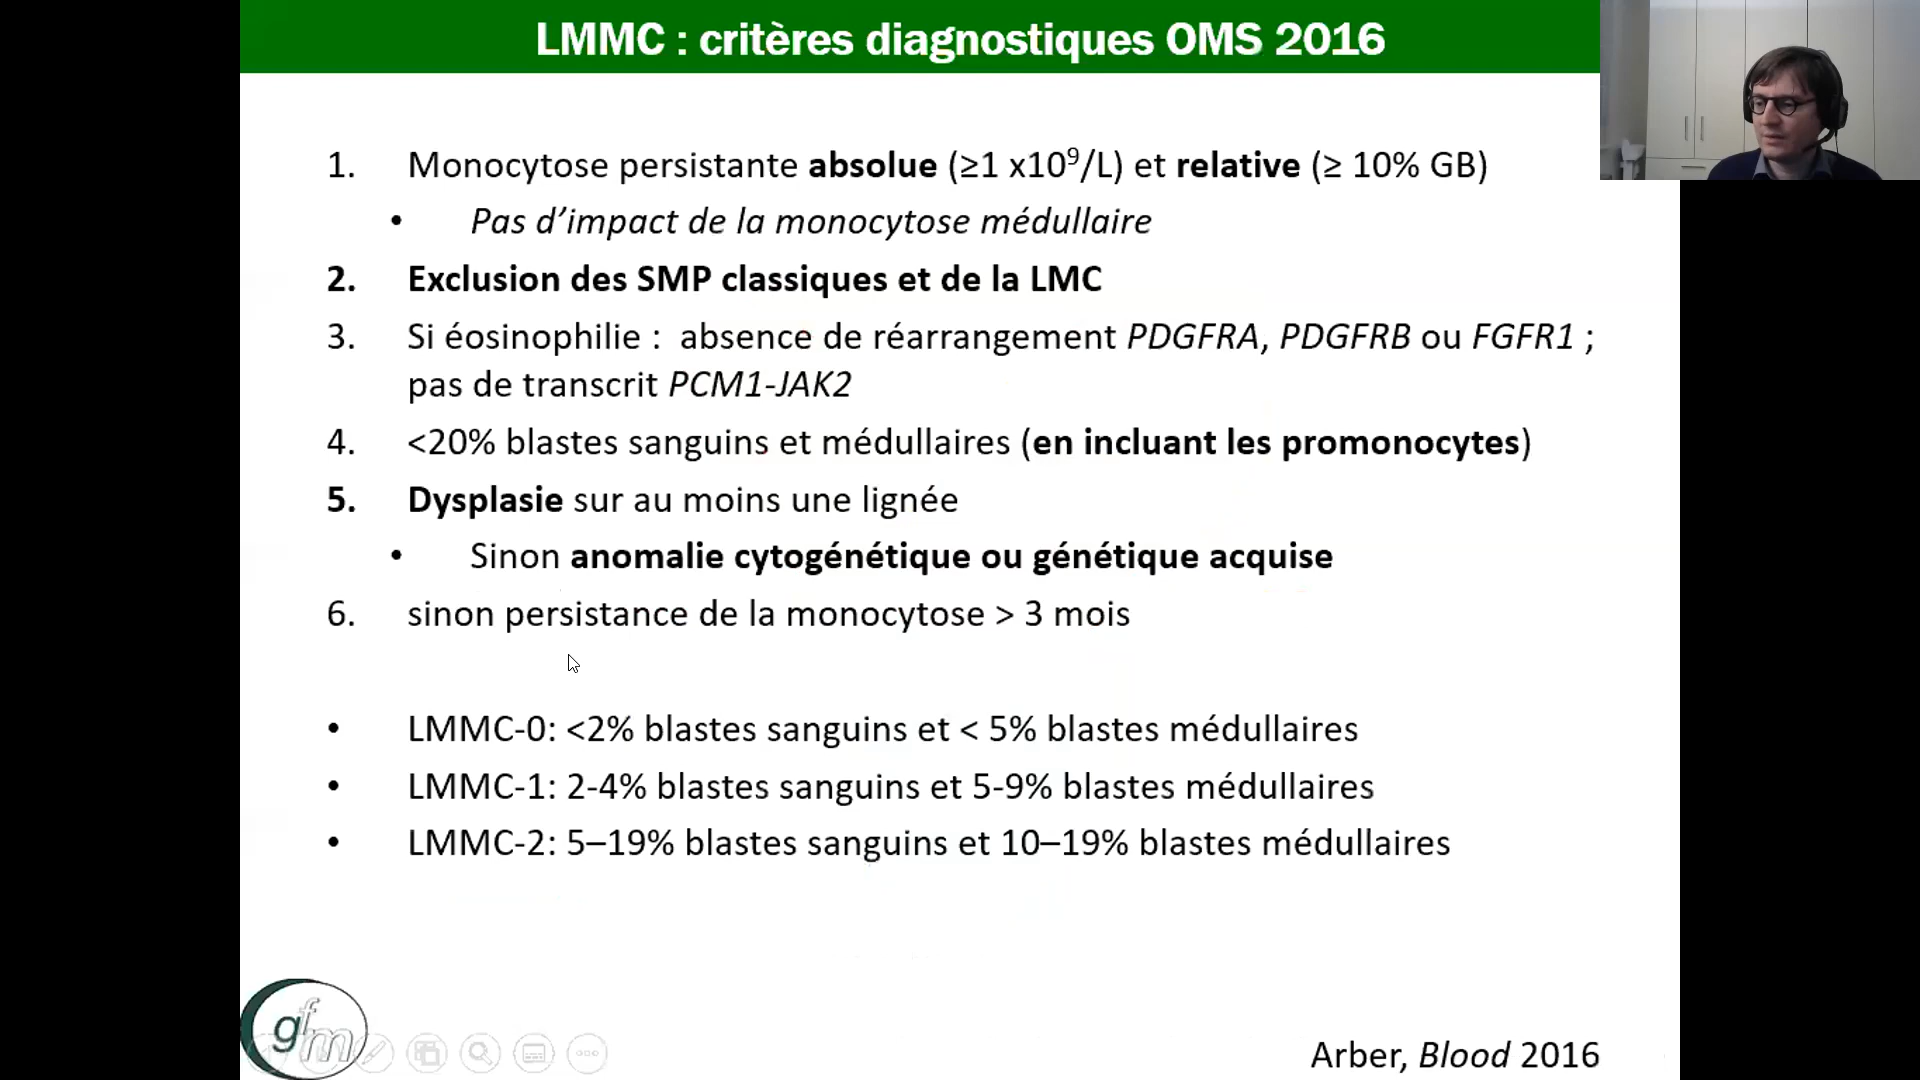 LMMC : critères diagnostiques OMS 2016
1. Monocytose persistante absolue (≥1 x10⁹/L) et relative (≥ 10% GB)
• Pas d’impact de la monocytose médullaire
2. Exclusion des SMP classiques et de la LMC
3. Si éosinophilie : absence de réarrangement PDGFRA, PDGFRB ou FGFR1 ;
pas de transcrit PCM1-JAK2
4. <20% blastes sanguins et médullaires (en incluant les promonocytes)
5. Dysplasie sur au moins une lignée
• Sinon anomalie cytogénétique ou génétique acquise
6. sinon persistance de la monocytose > 3 mois
• LMMC-0: <2% blastes sanguins et < 5% blastes médullaires
• LMMC-1: 2-4% blastes sanguins et 5-9% blastes médullaires
• LMMC-2: 5–19% blastes sanguins et 10–19% blastes médullaires
gfm
Arber, Blood 2016